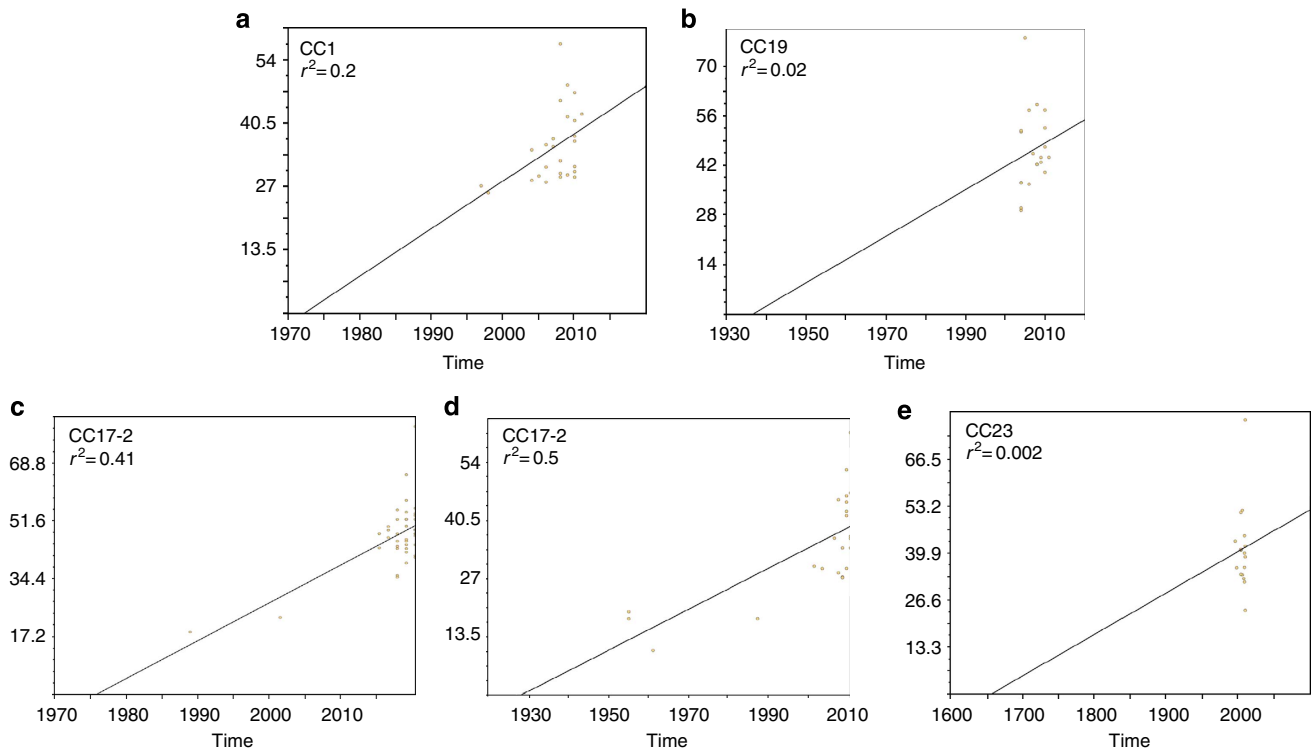 a
CC1
r²=0.2
54
40.5
27
13.5
1970 1980 1990 2000 2010
Time
b
CC19
r²=0.02
70
56
42
28
14
1930 1950 1970 1990 2010
Time
c
CC17-2
r²=0.41
68.8
51.6
34.4
17.2
1970 1980 1990 2000 2010
Time
d
CC17-2
r²=0.5
54
40.5
27
13.5
1930 1950 1970 1990 2010
Time
e
CC23
r²=0.002
66.5
53.2
39.9
26.6
13.3
1600 1700 1800 1900 2000
Time